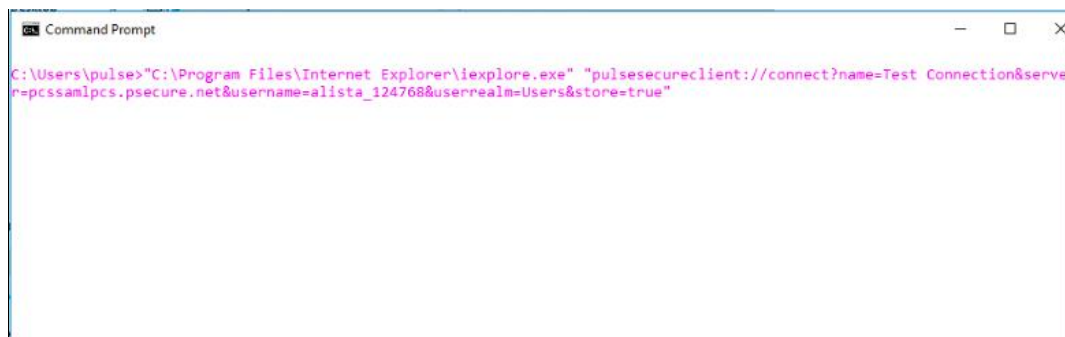 Command Prompt
C:\Users\pulse>"C:\Program Files\Internet Explorer\iexplore.exe" "pulsesecureclient://connect?name=Test Connection&serve
r=pcssamlpcs.psecure.net&username=alista_124768&userrealm=Users&store=true"